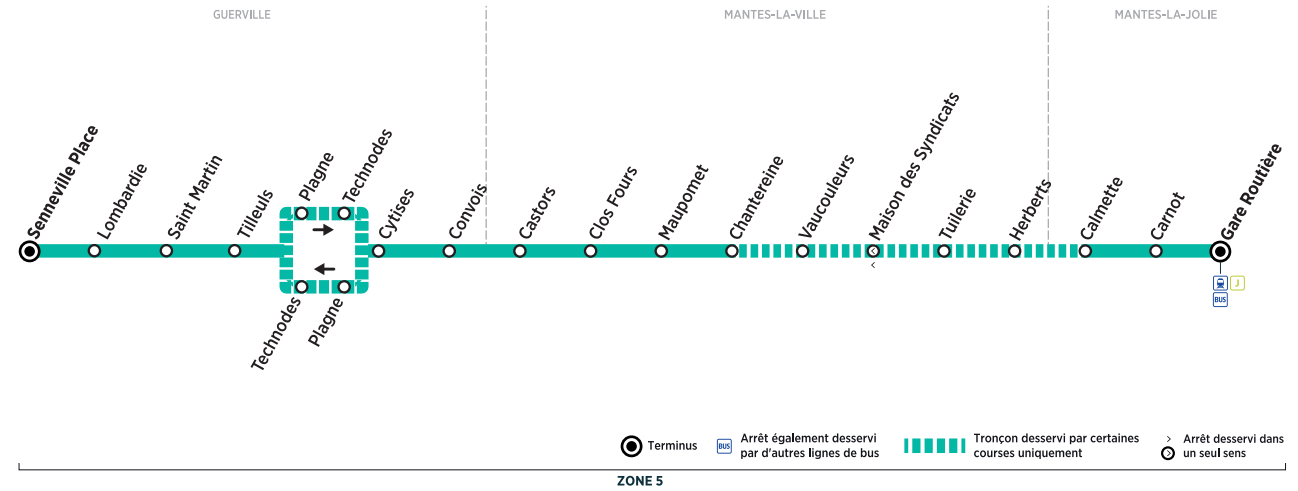 GUERVILLE
MANTES-LA-VILLE
MANTES-LA-JOLIE
Senneville Place
Lombardie
Saint Martin
Tilleuls
Plagne
Technodes
Technodes
Plagne
Cytises
Convois
Castors
Clos Fours
Maupomet
Chantereine
Vaucouleurs
Maison des Syndicats
Tuilerie
Herberts
Calmette
Carnot
Gare Routière
J
BUS
Terminus
BUS
Arrêt également desservi
par d'autres lignes de bus
Tronçon desservi par certaines
courses uniquement
Arrêt desservi dans
un seul sens
ZONE 5